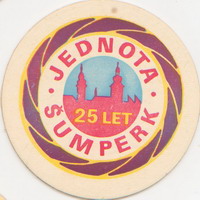 JEDNOTA
25 LET
ŠUMPERK